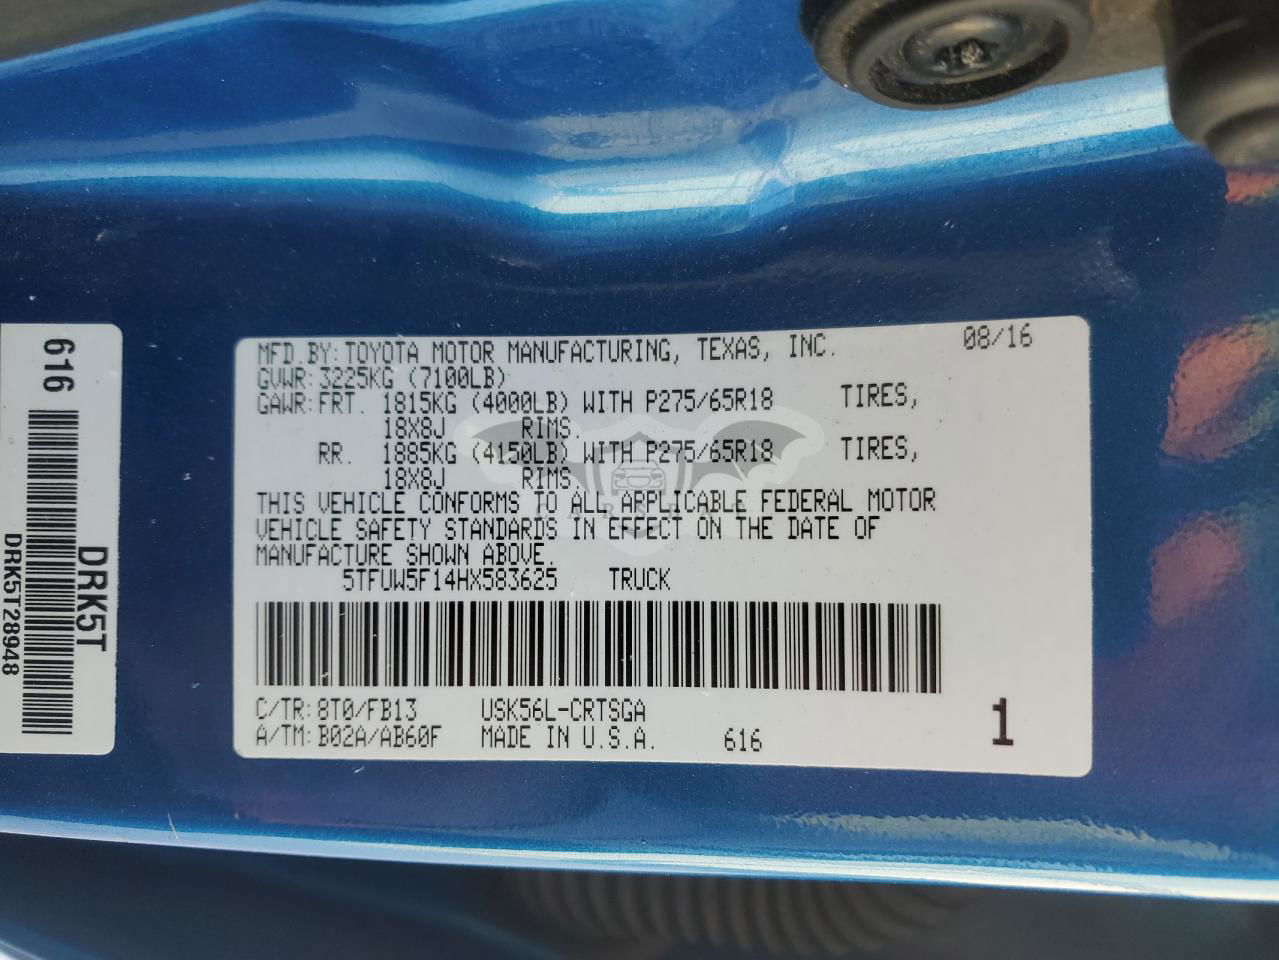 MFD.BY: TOYOTA MOTOR MANUFACTURING, TEXAS, INC. 08/16
GVWR: 3225KG (7100LB)
GAWR: FRT. 1815KG (4000LB) WITH P275/65R18 TIRES,
18X8J RIMS,
RR. 1885KG (4150LB) WITH P275/65R18 TIRES,
18X8J RIMS,
THIS VEHICLE CONFORMS TO ALL APPLICABLE FEDERAL MOTOR
VEHICLE SAFETY STANDARDS IN EFFECT ON THE DATE OF
MANUFACTURE SHOWN ABOVE.
5TFUW5F14HX583625 TRUCK
C/TR: 8T0/FB13 USK56L-CRTSGA
A/TM: B02A/AB60F MADE IN U.S.A. 616
1
616
DRK5T
DRK5T28948